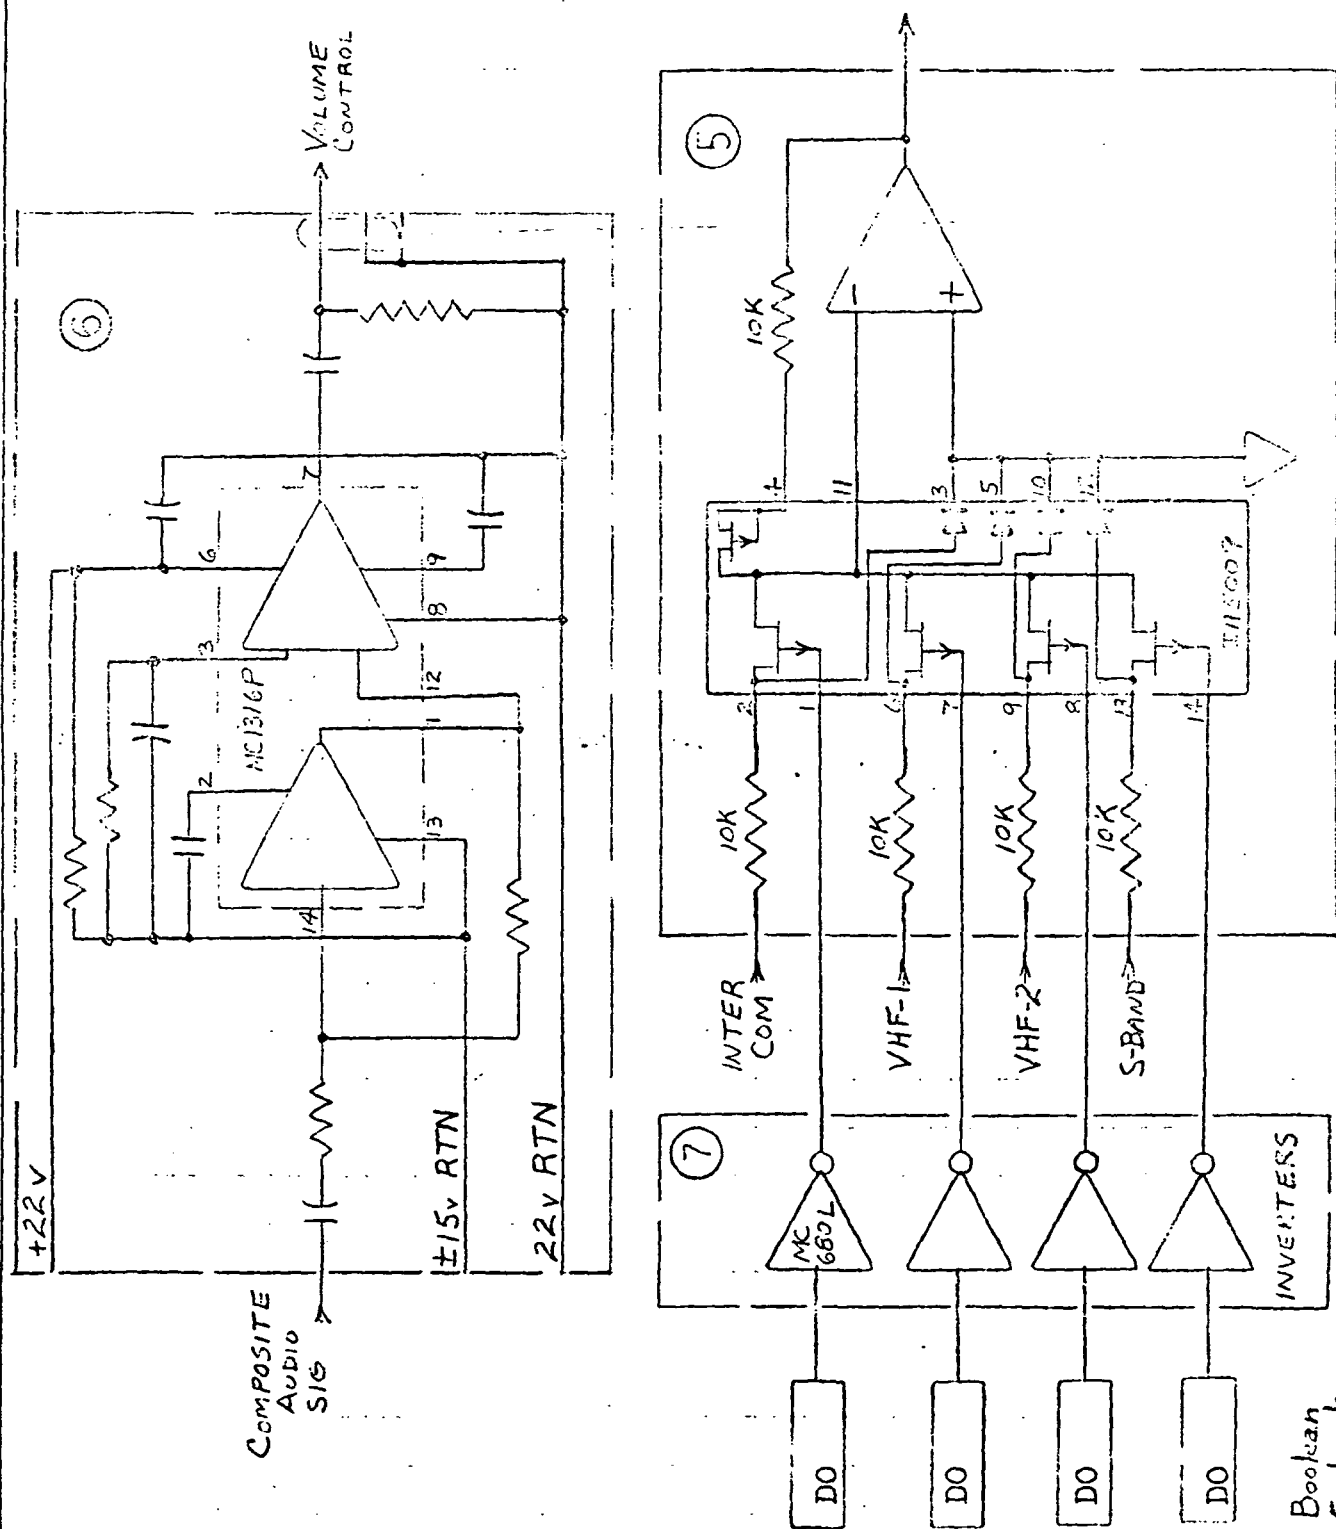 +22v
6
COMPOSITE
AUDIO
SIG
±15v RTN
22v RTN
14
2
13
MC1316P
3
1
12
6
8
9
7
VOLUME
CONTROL
7
MC
680L
INVERTERS
DO
DO
DO
DO
INTER
COM
VHF-1
VHF-2
S-BAND
10K
10K
10K
10K
2
1
6
7
9
8
13
14
11
3
5
10
10K
-
+
5
Boolean